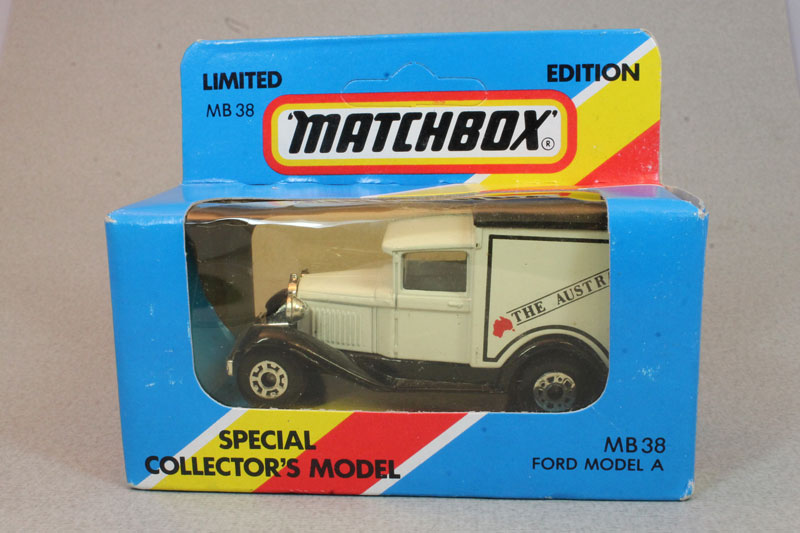 LIMITED EDITION
MB 38
'MATCHBOX'®
THE AUSTR
SPECIAL
COLLECTOR'S MODEL
MB 38
FORD MODEL A